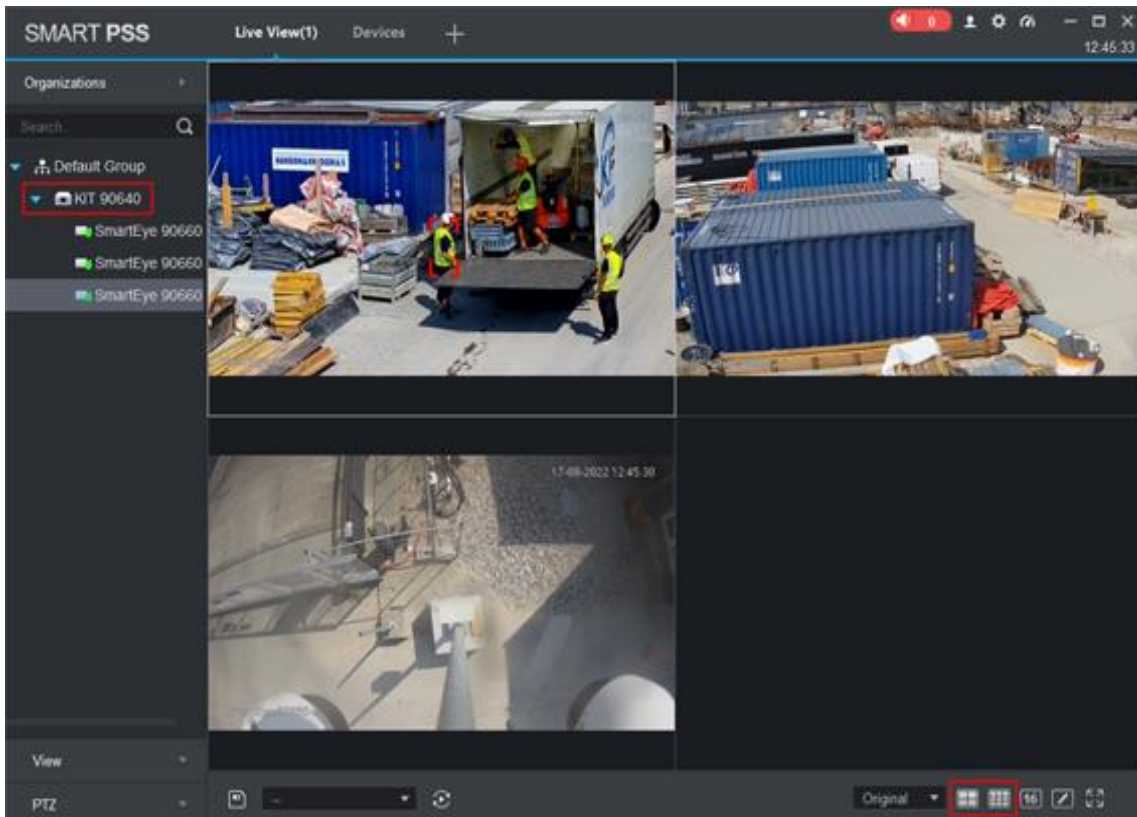 SMART PSS
Live View(1)
Devices
0
12:45:33
Organizations
Search...
Default Group
KIT 90640
SmartEye 90660
SmartEye 90660
SmartEye 90660
17-08-2022 12:45:30
View
PTZ
--
Original
16